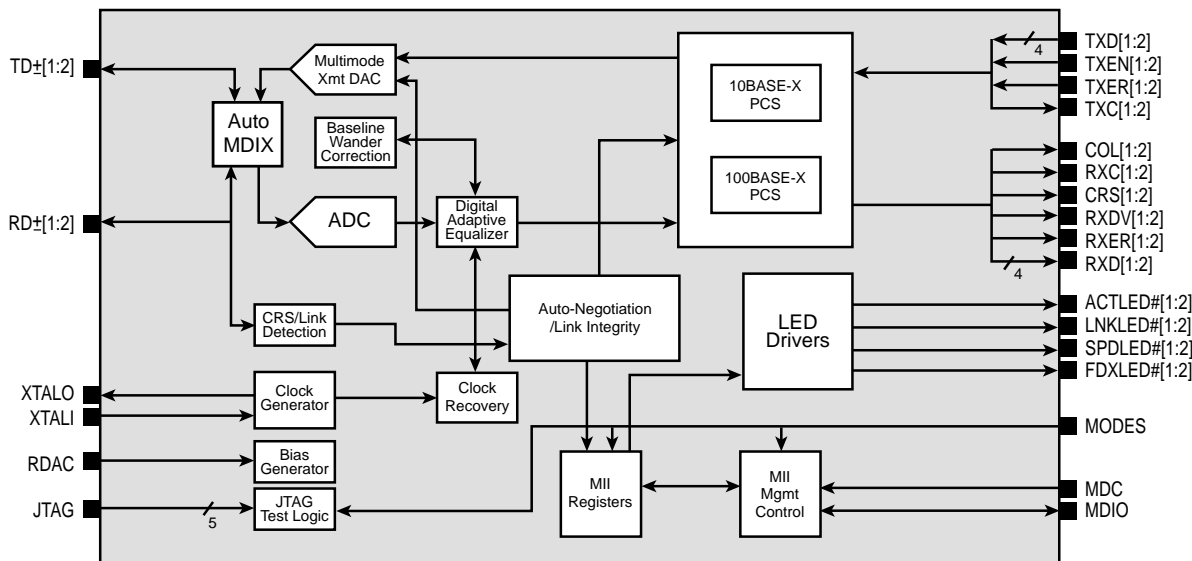 TD±[1:2]
RD±[1:2]
XTALO
XTALI
RDAC
JTAG
5
Multimode
Xmt DAC
Auto
MDIX
Baseline
Wander
Correction
ADC
Digital
Adaptive
Equalizer
CRS/Link
Detection
Clock
Generator
Clock
Recovery
Bias
Generator
JTAG
Test Logic
10BASE-X
PCS
100BASE-X
PCS
Auto-Negotiation
/Link Integrity
LED
Drivers
MII
Registers
MII
Mgmt
Control
4
TXD[1:2]
TXEN[1:2]
TXER[1:2]
TXC[1:2]
COL[1:2]
RXC[1:2]
CRS[1:2]
RXDV[1:2]
RXER[1:2]
4
RXD[1:2]
ACTLED#[1:2]
LNKLED#[1:2]
SPDLED#[1:2]
FDXLED#[1:2]
MODES
MDC
MDIO